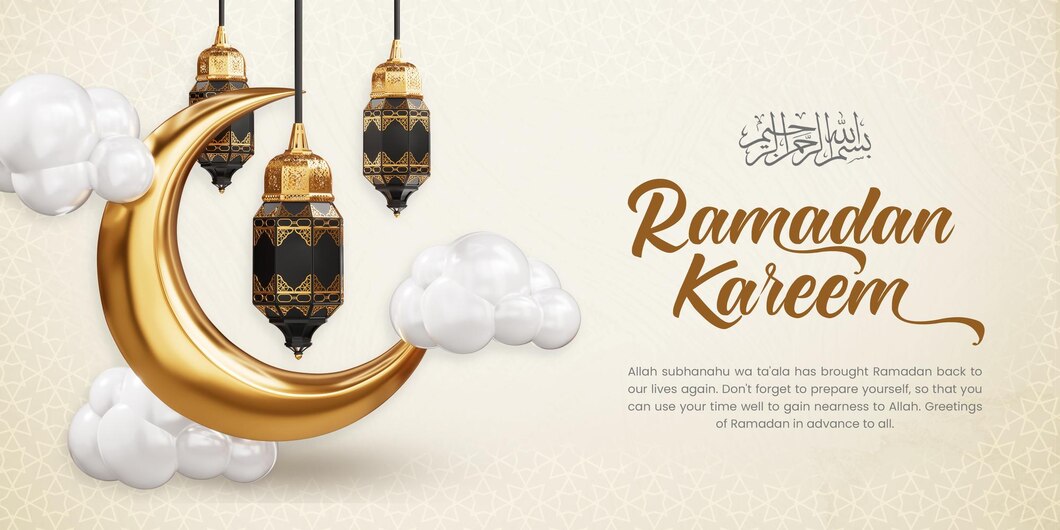 بسم الله الرحمن الرحيم
Ramadan
Kareem
Allah subhanahu wa ta'ala has brought Ramadan back to
our lives again. Don't forget to prepare yourself, so that you
can use your time well to gain nearness to Allah. Greetings
of Ramadan in advance to all.